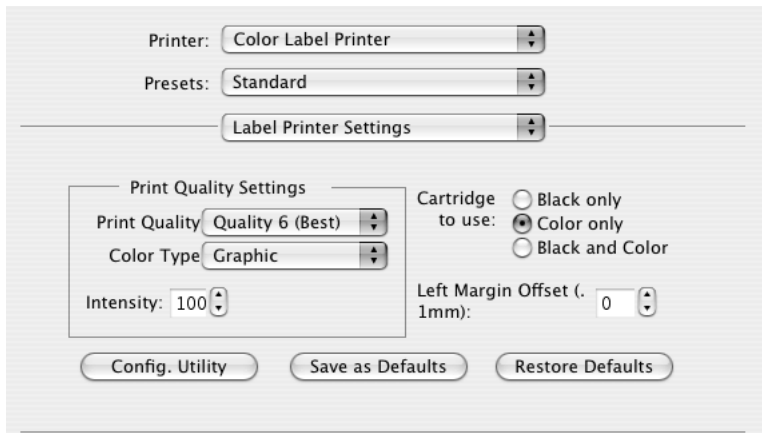 Printer: Color Label Printer
Presets: Standard
Label Printer Settings
Print Quality Settings
Print Quality Quality 6 (Best)
Color Type Graphic
Intensity: 100
Cartridge to use:
Black only
Color only
Black and Color
Left Margin Offset (.
1mm): 0
Config. Utility Save as Defaults Restore Defaults